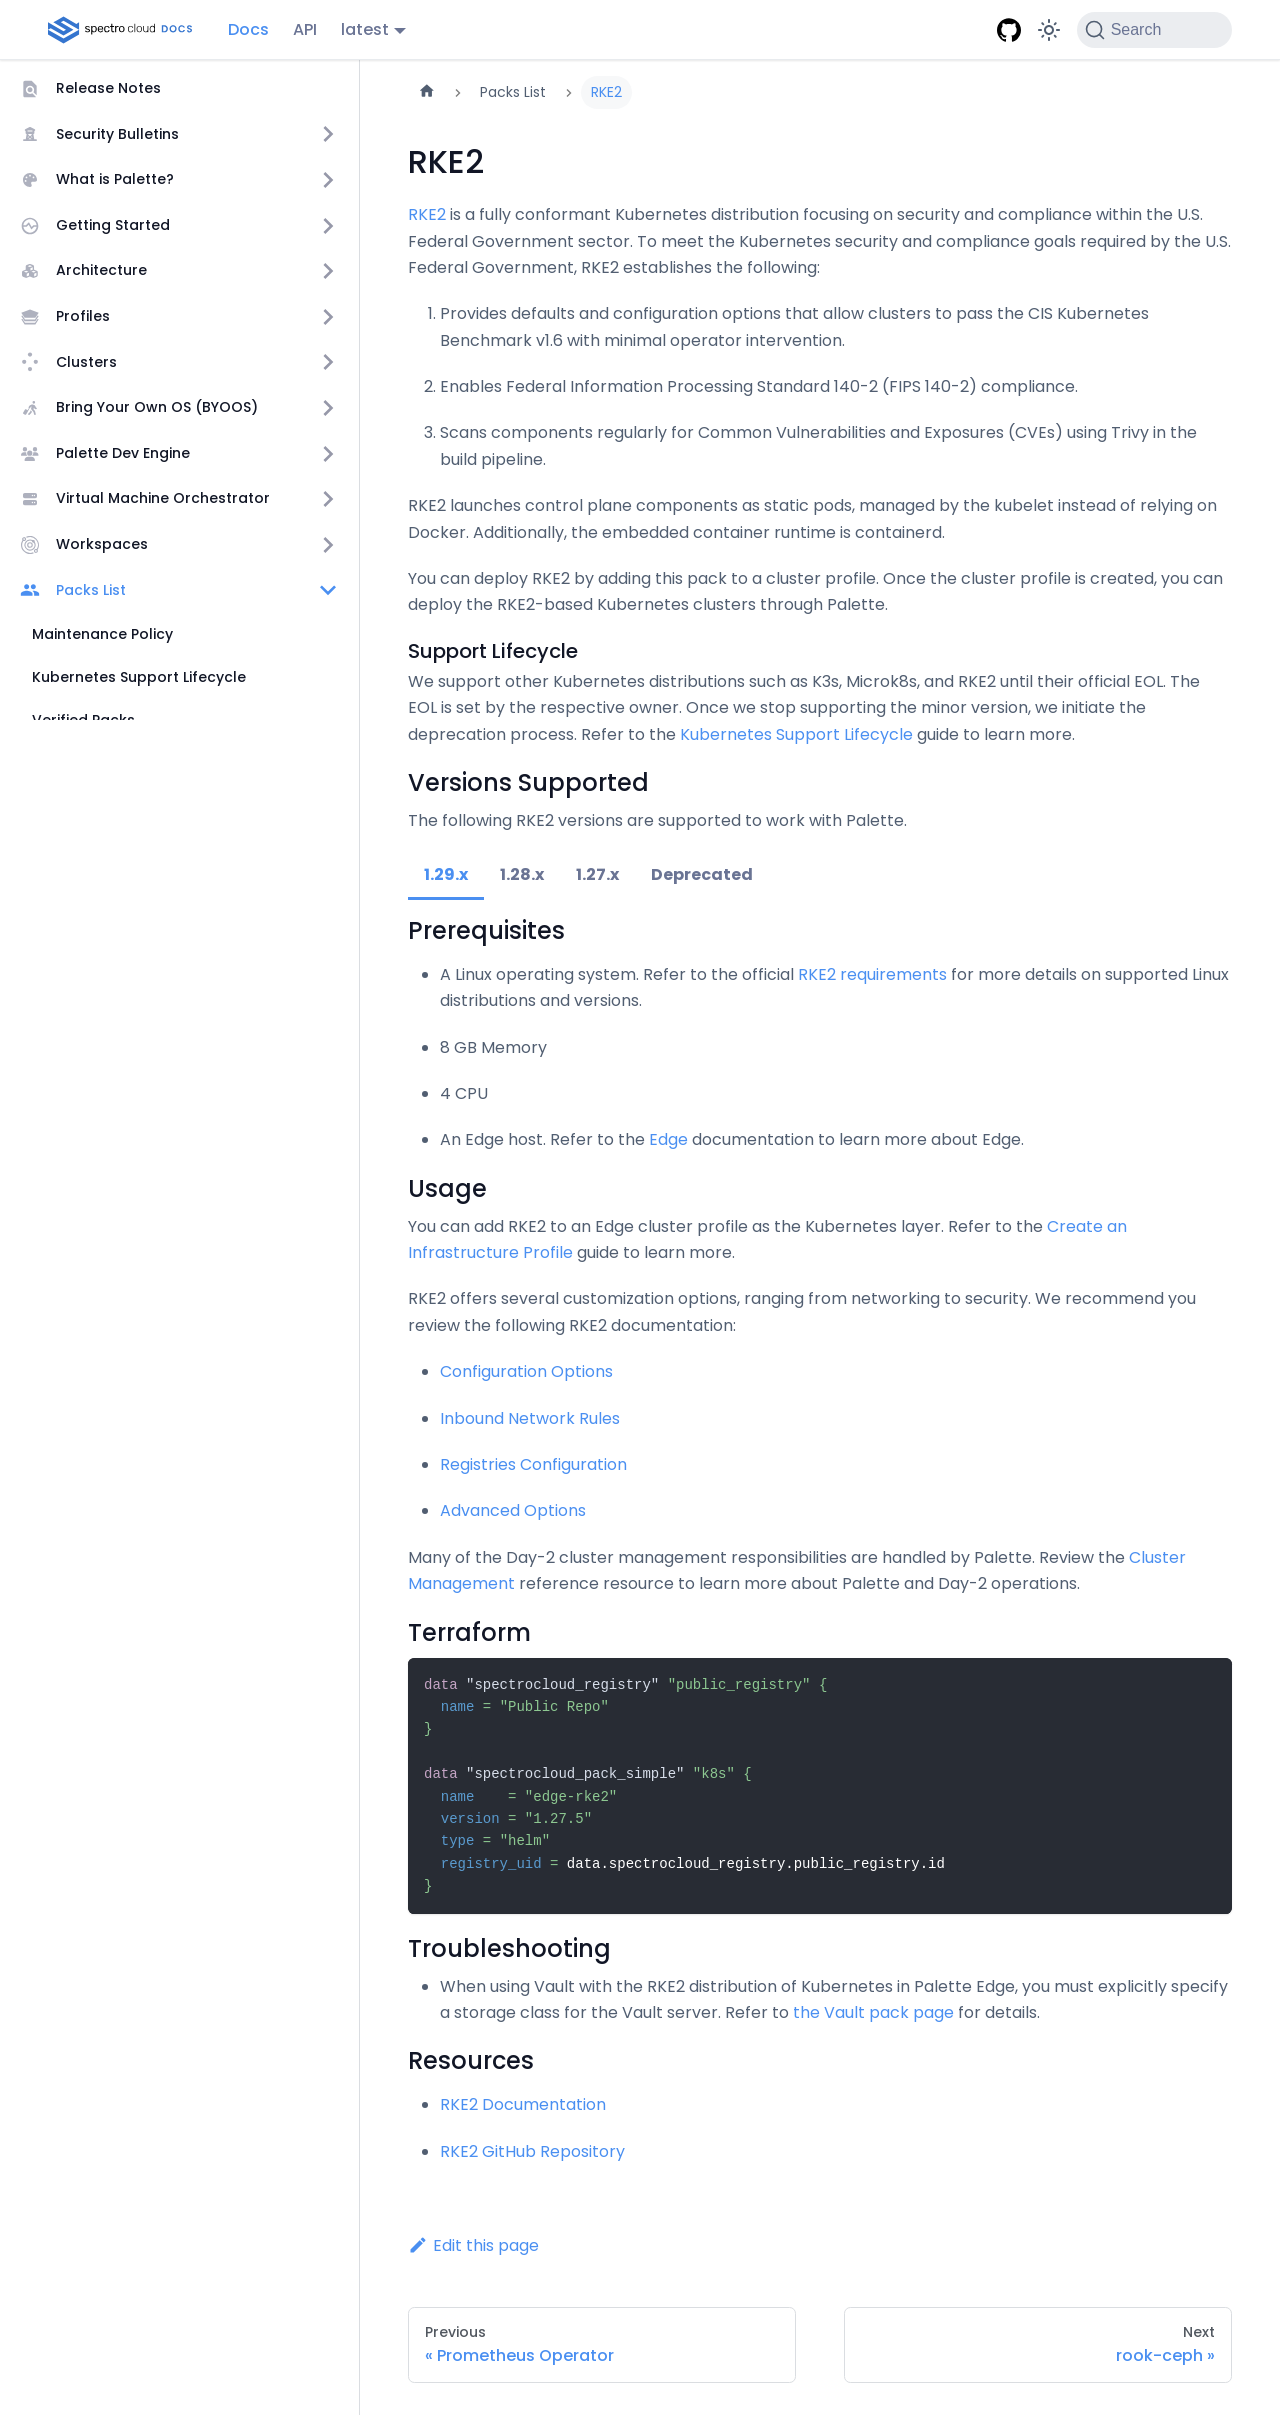 spectro cloud DOCS Docs API latest Search
Release Notes
Security Bulletins
What is Palette?
Getting Started
Architecture
Profiles
Clusters
Bring Your Own OS (BYOOS)
Palette Dev Engine
Virtual Machine Orchestrator
Workspaces
Packs List
Maintenance Policy
Kubernetes Support Lifecycle
Verified Packs
Packs List RKE2
RKE2
RKE2 is a fully conformant Kubernetes distribution focusing on security and compliance within the U.S.
Federal Government sector. To meet the Kubernetes security and compliance goals required by the U.S.
Federal Government, RKE2 establishes the following:
1. Provides defaults and configuration options that allow clusters to pass the CIS Kubernetes
Benchmark v1.6 with minimal operator intervention.
2. Enables Federal Information Processing Standard 140-2 (FIPS 140-2) compliance.
3. Scans components regularly for Common Vulnerabilities and Exposures (CVEs) using Trivy in the
build pipeline.
RKE2 launches control plane components as static pods, managed by the kubelet instead of relying on
Docker. Additionally, the embedded container runtime is containerd.
You can deploy RKE2 by adding this pack to a cluster profile. Once the cluster profile is created, you can
deploy the RKE2-based Kubernetes clusters through Palette.
Support Lifecycle
We support other Kubernetes distributions such as K3s, Microk8s, and RKE2 until their official EOL. The
EOL is set by the respective owner. Once we stop supporting the minor version, we initiate the
deprecation process. Refer to the Kubernetes Support Lifecycle guide to learn more.
Versions Supported
The following RKE2 versions are supported to work with Palette.
1.29.x 1.28.x 1.27.x Deprecated
Prerequisites
• A Linux operating system. Refer to the official RKE2 requirements for more details on supported Linux
distributions and versions.
• 8 GB Memory
• 4 CPU
• An Edge host. Refer to the Edge documentation to learn more about Edge.
Usage
You can add RKE2 to an Edge cluster profile as the Kubernetes layer. Refer to the Create an
Infrastructure Profile guide to learn more.
RKE2 offers several customization options, ranging from networking to security. We recommend you
review the following RKE2 documentation:
• Configuration Options
• Inbound Network Rules
• Registries Configuration
• Advanced Options
Many of the Day-2 cluster management responsibilities are handled by Palette. Review the Cluster
Management reference resource to learn more about Palette and Day-2 operations.
Terraform
data "spectrocloud_registry" "public_registry" {
  name = "Public Repo"
}
data "spectrocloud_pack_simple" "k8s" {
  name    = "edge-rke2"
  version = "1.27.5"
  type = "helm"
  registry_uid = data.spectrocloud_registry.public_registry.id
}
Troubleshooting
• When using Vault with the RKE2 distribution of Kubernetes in Palette Edge, you must explicitly specify
a storage class for the Vault server. Refer to the Vault pack page for details.
Resources
• RKE2 Documentation
• RKE2 GitHub Repository
Edit this page
Previous
« Prometheus Operator
Next
rook-ceph »